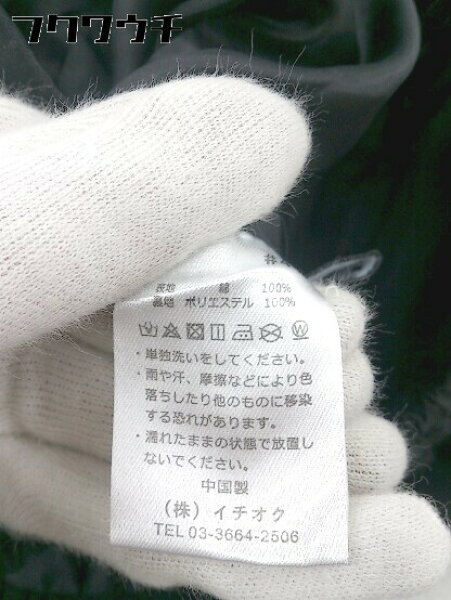 フクワウチ
表地 綿 100%
裏地 ポリエステル 100%
・単独洗いをしてください。
・雨や汗、摩擦などにより色
落ちしたり他のものに移染
する恐れがあります。
・濡れたままの状態で放置し
ないでください。
中国製
（株）イチオク
TEL 03-3664-2506